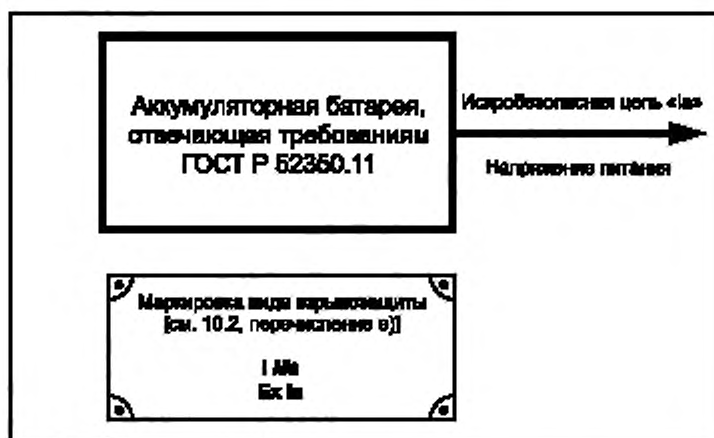 Аккумуляторная батарея,
отвечающая требованиям
ГОСТ Р 52350.11
Искробезопасная цепь «ia»
Напряжение питания
Маркировка вида взрывозащиты
[см. 10.2, перечисление е)]
I Ma
Ex ia